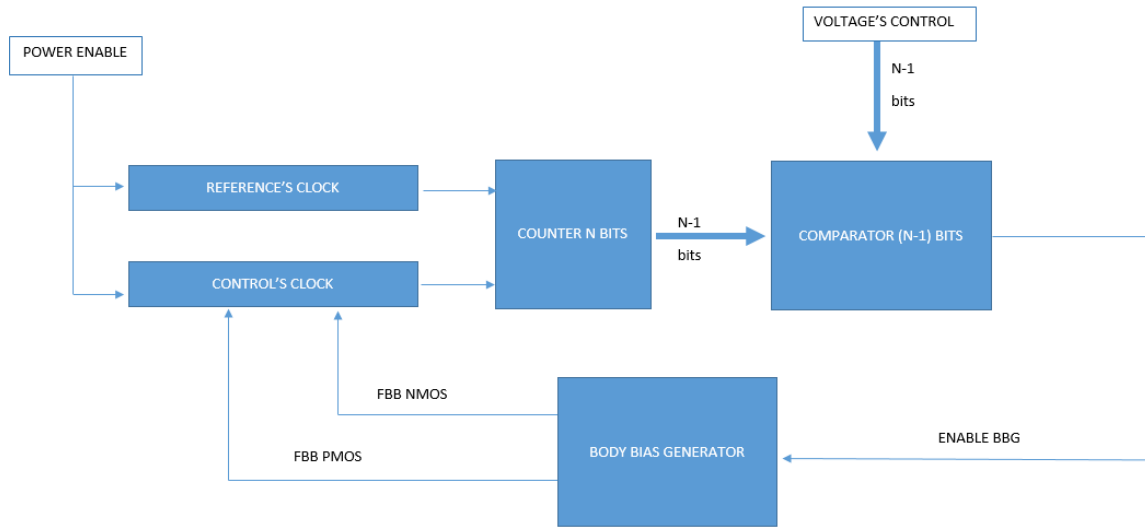 VOLTAGE'S CONTROL
POWER ENABLE
N-1
bits
REFERENCE'S CLOCK
COUNTER N BITS
N-1
bits
COMPARATOR (N-1) BITS
CONTROL'S CLOCK
FBB NMOS
FBB PMOS
BODY BIAS GENERATOR
ENABLE BBG